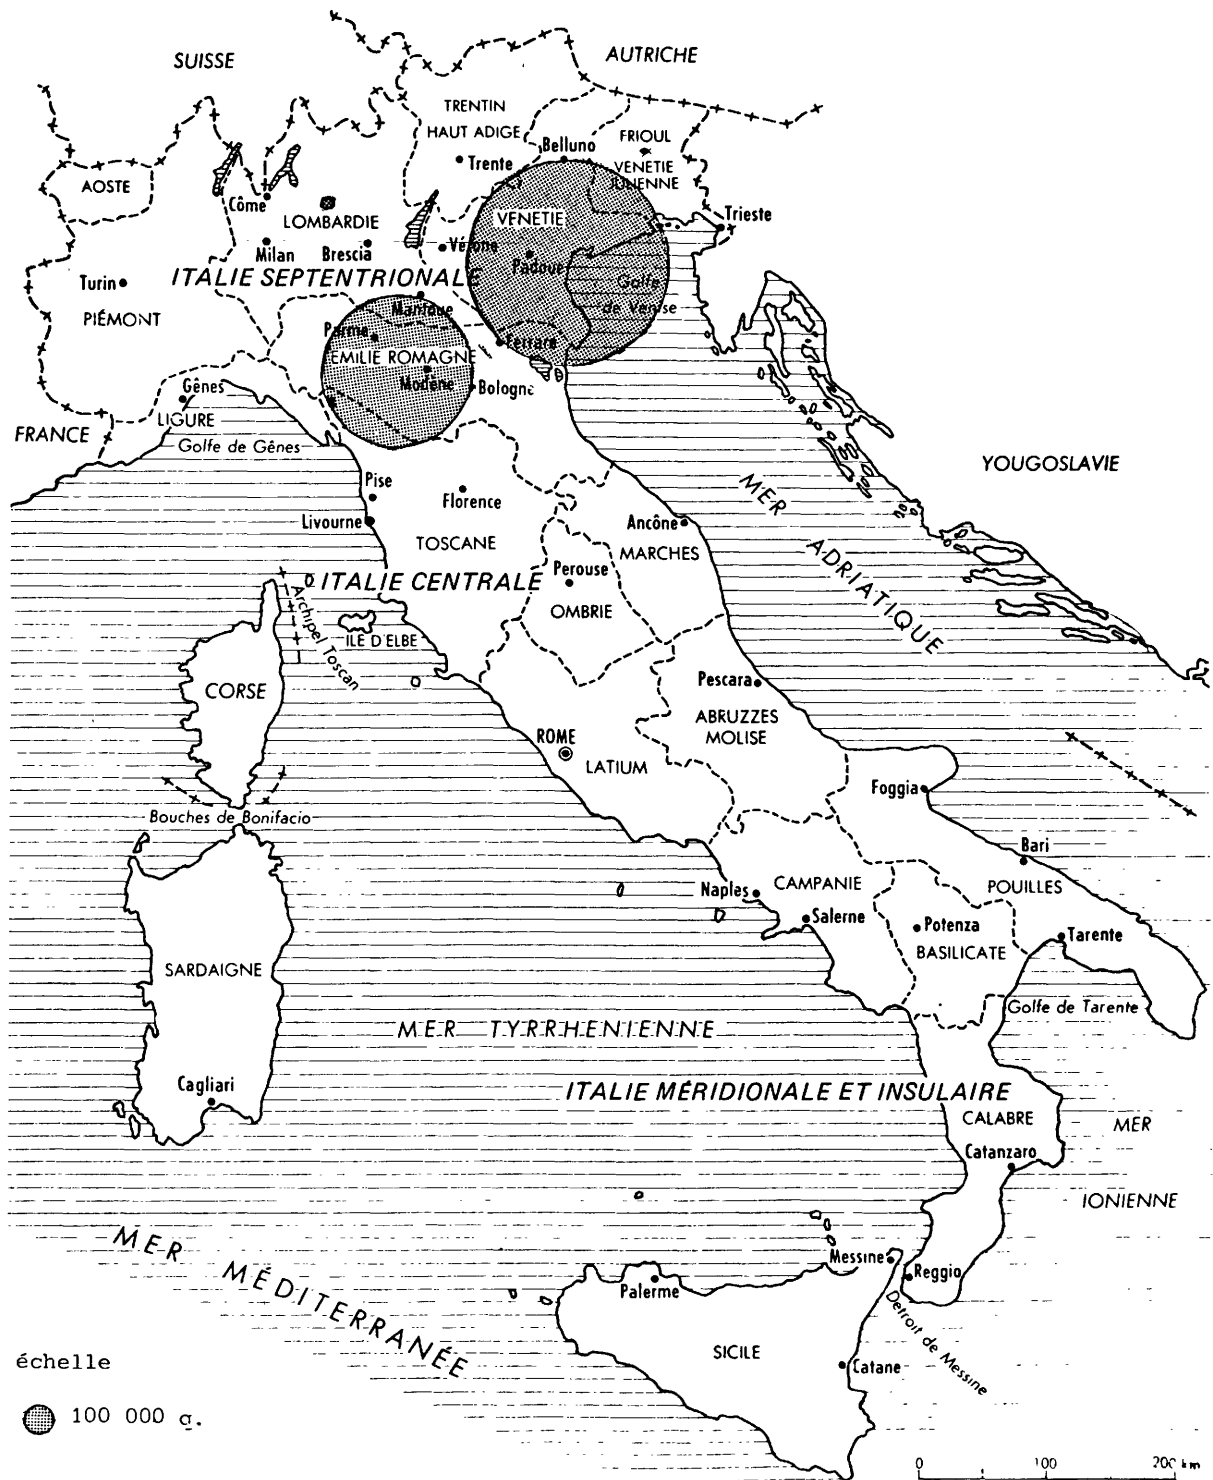 SUISSE
AUTRICHE
TRENTIN
HAUT ADIGE
FRIOUL
VENETIE
JULIENNE
Belluno
Trente
AOSTE
Côme
LOMBARDIE
VENETIE
Trieste
Milan
Brescia
Vérone
Padoue
Turin
ITALIE SEPTENTRIONALE
Golfe
de Venise
PIÉMONT
Mantoue
Parme
Ferrare
EMILIE ROMAGNE
Modène
Bologne
Gênes
LIGURE
FRANCE
Golfe de Gênes
YOUGOSLAVIE
Pise
Florence
Livourne
MER ADRIATIQUE
Ancône
TOSCANE
MARCHES
ITALIE CENTRALE
Perouse
OMBRIE
Archipel Toscan
ILE D'ELBE
CORSE
Pescara
ABRUZZES
MOLISE
ROME
LATIUM
Foggia
Bouches de Bonifacio
Bari
Naples
CAMPANIE
POUILLES
Salerne
Potenza
Tarente
BASILICATE
SARDAIGNE
Golfe de Tarente
MER TYRRHENIENNE
Cagliari
ITALIE MÉRIDIONALE ET INSULAIRE
CALABRE
MER
Catanzaro
IONIENNE
MER MÉDITERRANÉE
Messine
Reggio
Palerme
Detroit de Messine
SICILE
Catane
échelle
100 000 q.
0 100 200 km